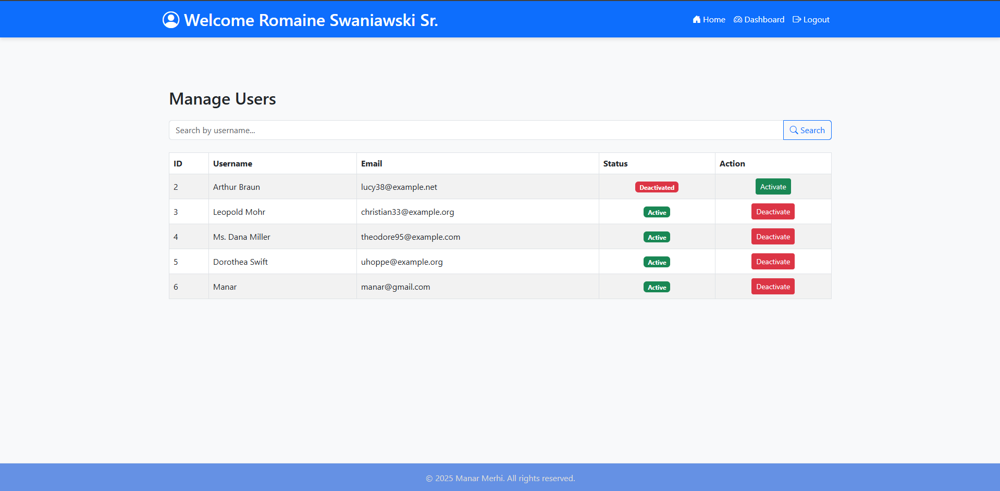 Welcome Romaine Swaniawski Sr.
Home Dashboard Logout
Manage Users
Search by username... Search
ID Username Email Status Action
2 Arthur Braun lucy38@example.net Deactivated Activate
3 Leopold Mohr christian33@example.org Active Deactivate
4 Ms. Dana Miller theodore95@example.com Active Deactivate
5 Dorothea Swift uhoppe@example.org Active Deactivate
6 Manar manar@gmail.com Active Deactivate
© 2025 Manar Merhi. All rights reserved.